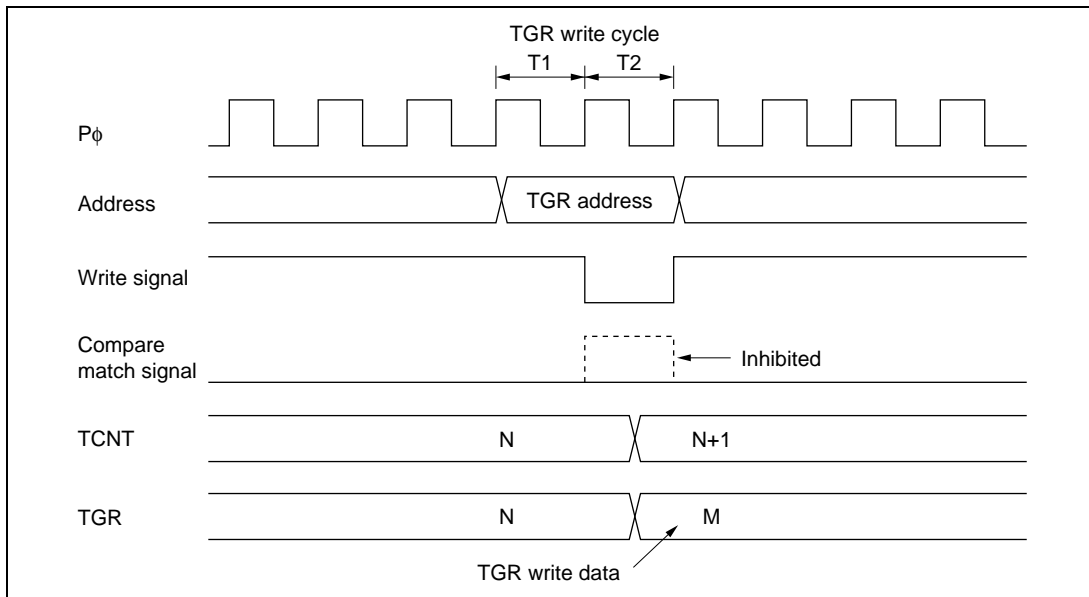 TGR write cycle
T1 T2
Pϕ
Address TGR address
Write signal
Compare
match signal
Inhibited
TCNT N N+1
TGR N M
TGR write data